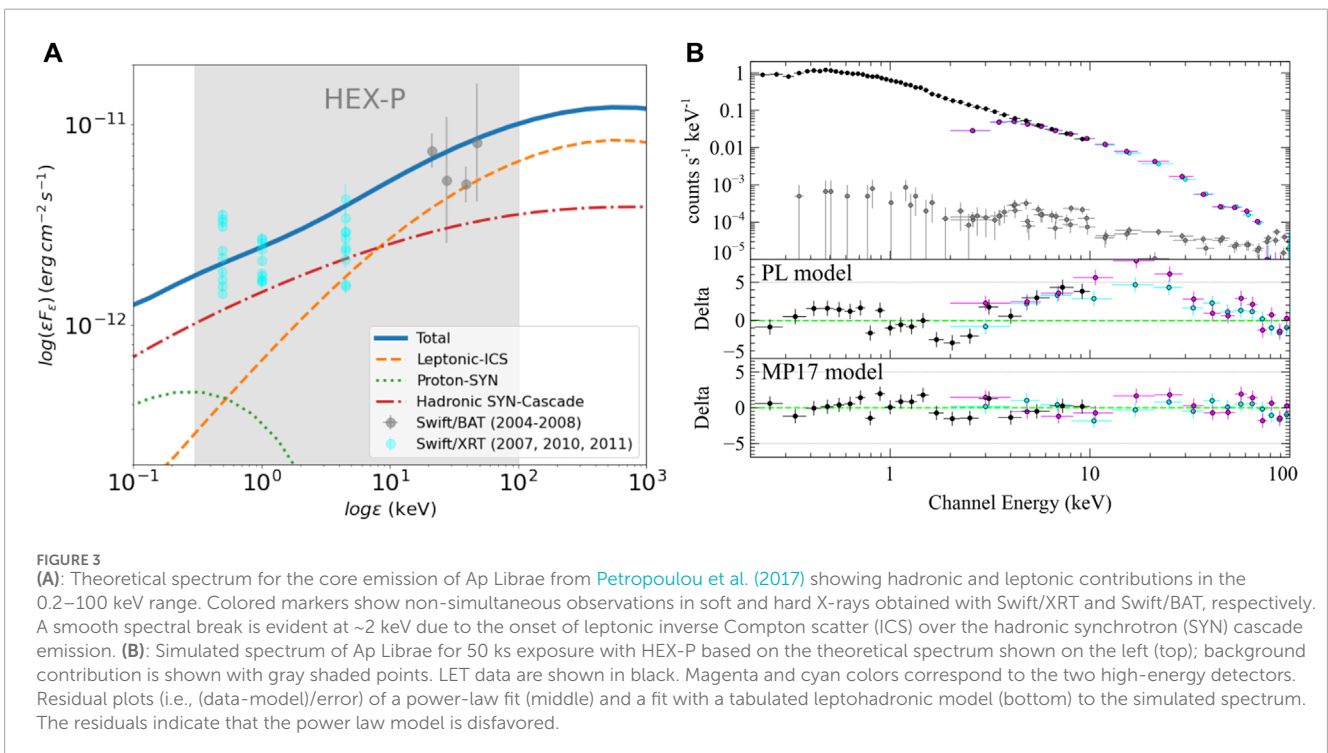 A
HEX-P
10⁻¹¹
10⁻¹²
log(εFε) (erg cm⁻² s⁻¹)
Total
Leptonic-ICS
Proton-SYN
Hadronic SYN-Cascade
Swift/BAT (2004-2008)
Swift/XRT (2007, 2010, 2011)
10⁻¹ 10⁰ 10¹ 10² 10³
logε (keV)
B
1
0.1
0.01
10⁻³
10⁻⁴
10⁻⁵
counts s⁻¹ keV⁻¹
PL model
5
0
−5
Delta
MP17 model
5
0
−5
Delta
1 10 100
Channel Energy (keV)
FIGURE 3
(A): Theoretical spectrum for the core emission of Ap Librae from Petropoulou et al. (2017) showing hadronic and leptonic contributions in the
0.2–100 keV range. Colored markers show non-simultaneous observations in soft and hard X-rays obtained with Swift/XRT and Swift/BAT, respectively.
A smooth spectral break is evident at ~2 keV due to the onset of leptonic inverse Compton scatter (ICS) over the hadronic synchrotron (SYN) cascade
emission. (B): Simulated spectrum of Ap Librae for 50 ks exposure with HEX-P based on the theoretical spectrum shown on the left (top); background
contribution is shown with gray shaded points. LET data are shown in black. Magenta and cyan colors correspond to the two high-energy detectors.
Residual plots (i.e., (data-model)/error) of a power-law fit (middle) and a fit with a tabulated leptohadronic model (bottom) to the simulated spectrum.
The residuals indicate that the power law model is disfavored.